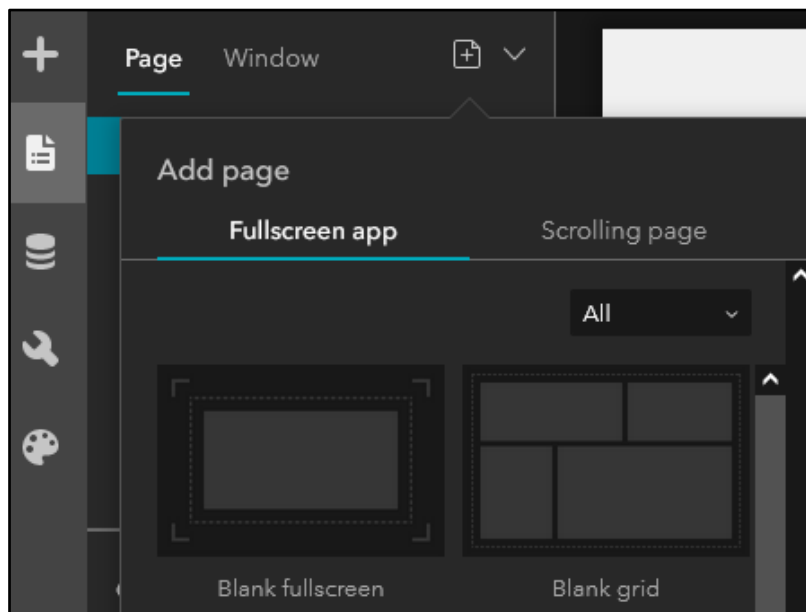 Page Window
Add page
Fullscreen app Scrolling page
All
Blank fullscreen Blank grid